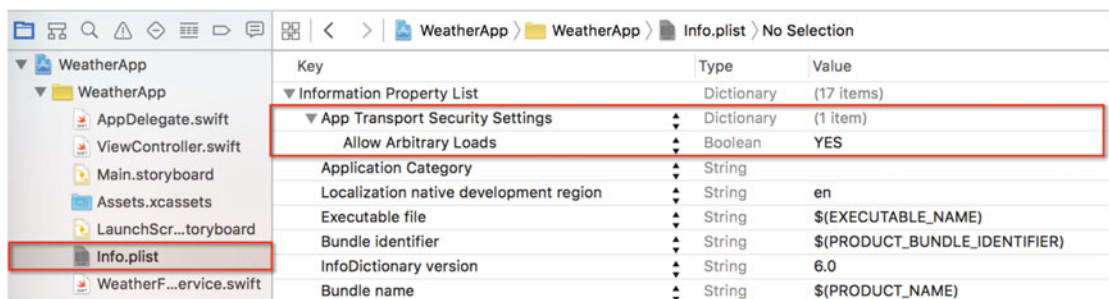 WeatherApp WeatherApp Info.plist No Selection
WeatherApp
WeatherApp
AppDelegate.swift
ViewController.swift
Main.storyboard
Assets.xcassets
LaunchScr...toryboard
Info.plist
WeatherF...ervice.swift
Key Type Value
Information Property List Dictionary (17 items)
App Transport Security Settings Dictionary (1 item)
Allow Arbitrary Loads Boolean YES
Application Category String
Localization native development region String en
Executable file String $(EXECUTABLE_NAME)
Bundle identifier String $(PRODUCT_BUNDLE_IDENTIFIER)
InfoDictionary version String 6.0
Bundle name String $(PRODUCT_NAME)